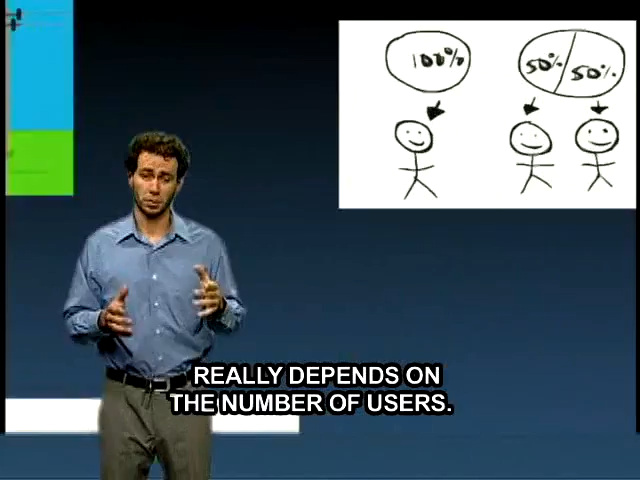 100%
50% 50%
REALLY DEPENDS ON
THE NUMBER OF USERS.